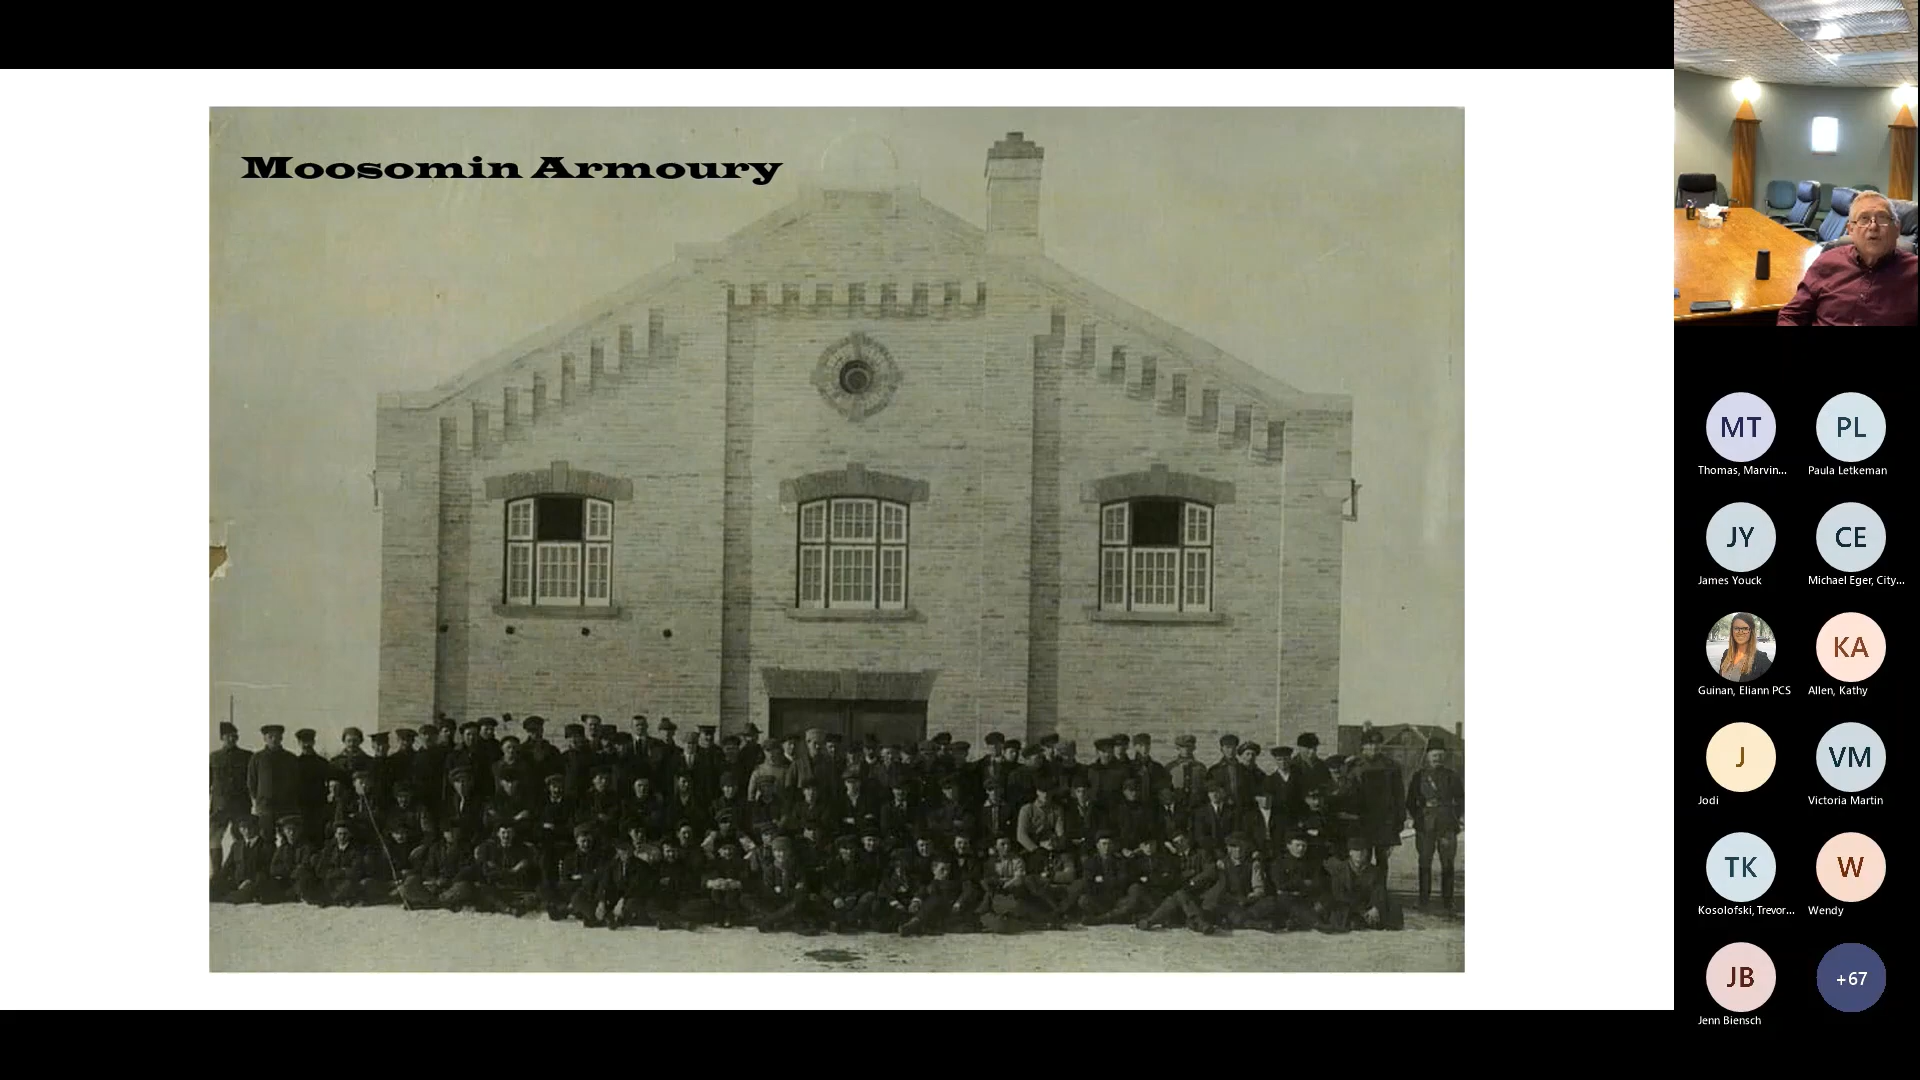 Moosomin Armoury
MT
Thomas, Marvin...
PL
Paula Letkeman
JY
James Youck
CE
Michael Eger, City...
Guinan, Eliann PCS
KA
Allen, Kathy
J
Jodi
VM
Victoria Martin
TK
Kosolofski, Trevor...
W
Wendy
JB
Jenn Biensch
+67